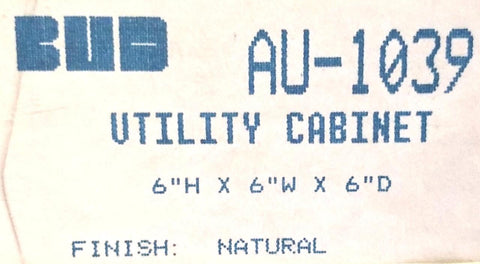 BUD AU-1039
UTILITY CABINET
6"H X 6"W X 6"D
FINISH: NATURAL